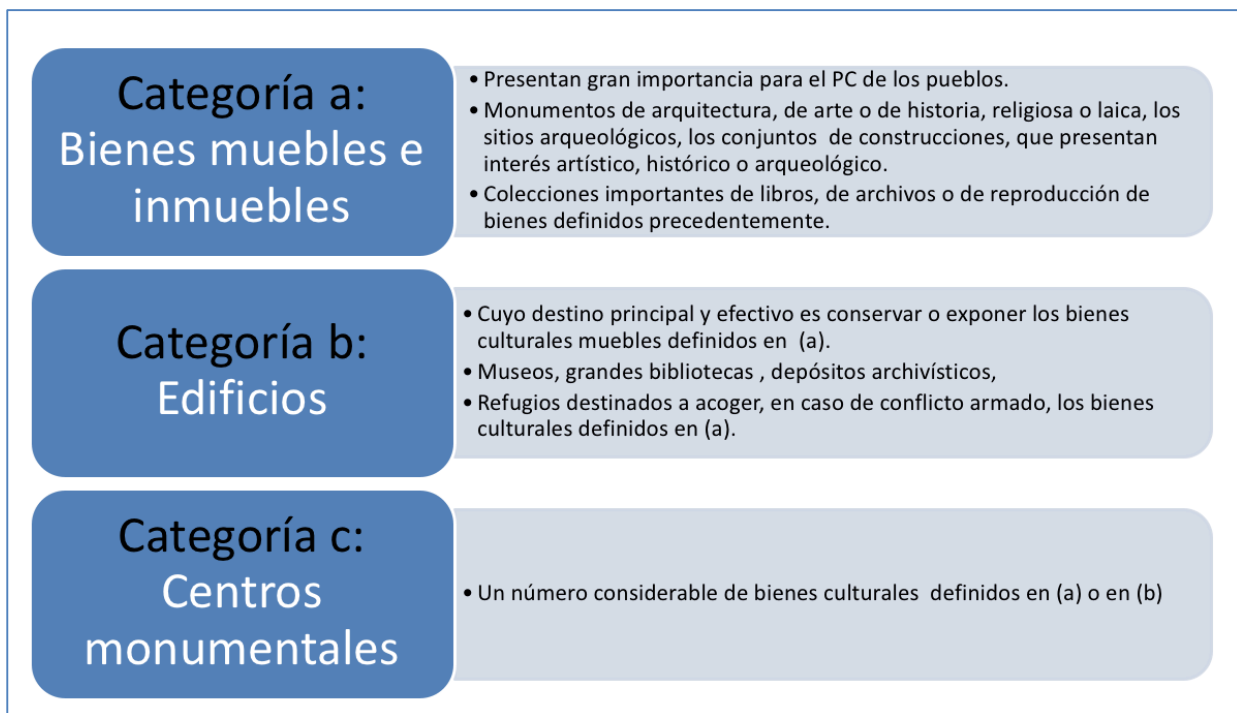 Categoría a:
Bienes muebles e
inmuebles
• Presentan gran importancia para el PC de los pueblos.
• Monumentos de arquitectura, de arte o de historia, religiosa o laica, los
sitios arqueológicos, los conjuntos de construcciones, que presentan
interés artístico, histórico o arqueológico.
• Colecciones importantes de libros, de archivos o de reproducción de
bienes definidos precedentemente.
Categoría b:
Edificios
• Cuyo destino principal y efectivo es conservar o exponer los bienes
culturales muebles definidos en (a).
• Museos, grandes bibliotecas , depósitos archivísticos,
• Refugios destinados a acoger, en caso de conflicto armado, los bienes
culturales definidos en (a).
Categoría c:
Centros
monumentales
• Un número considerable de bienes culturales definidos en (a) o en (b)